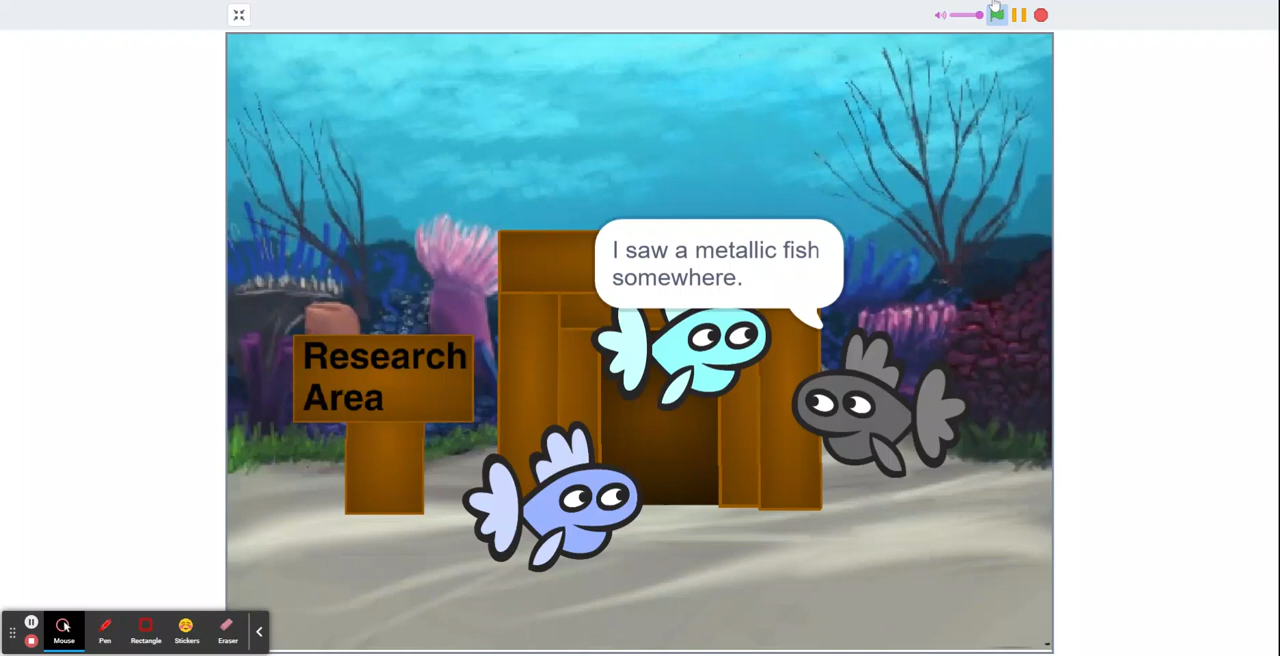 I saw a metallic fish
somewhere.
Research
Area
Mouse
Pen
Rectangle
Stickers
Eraser